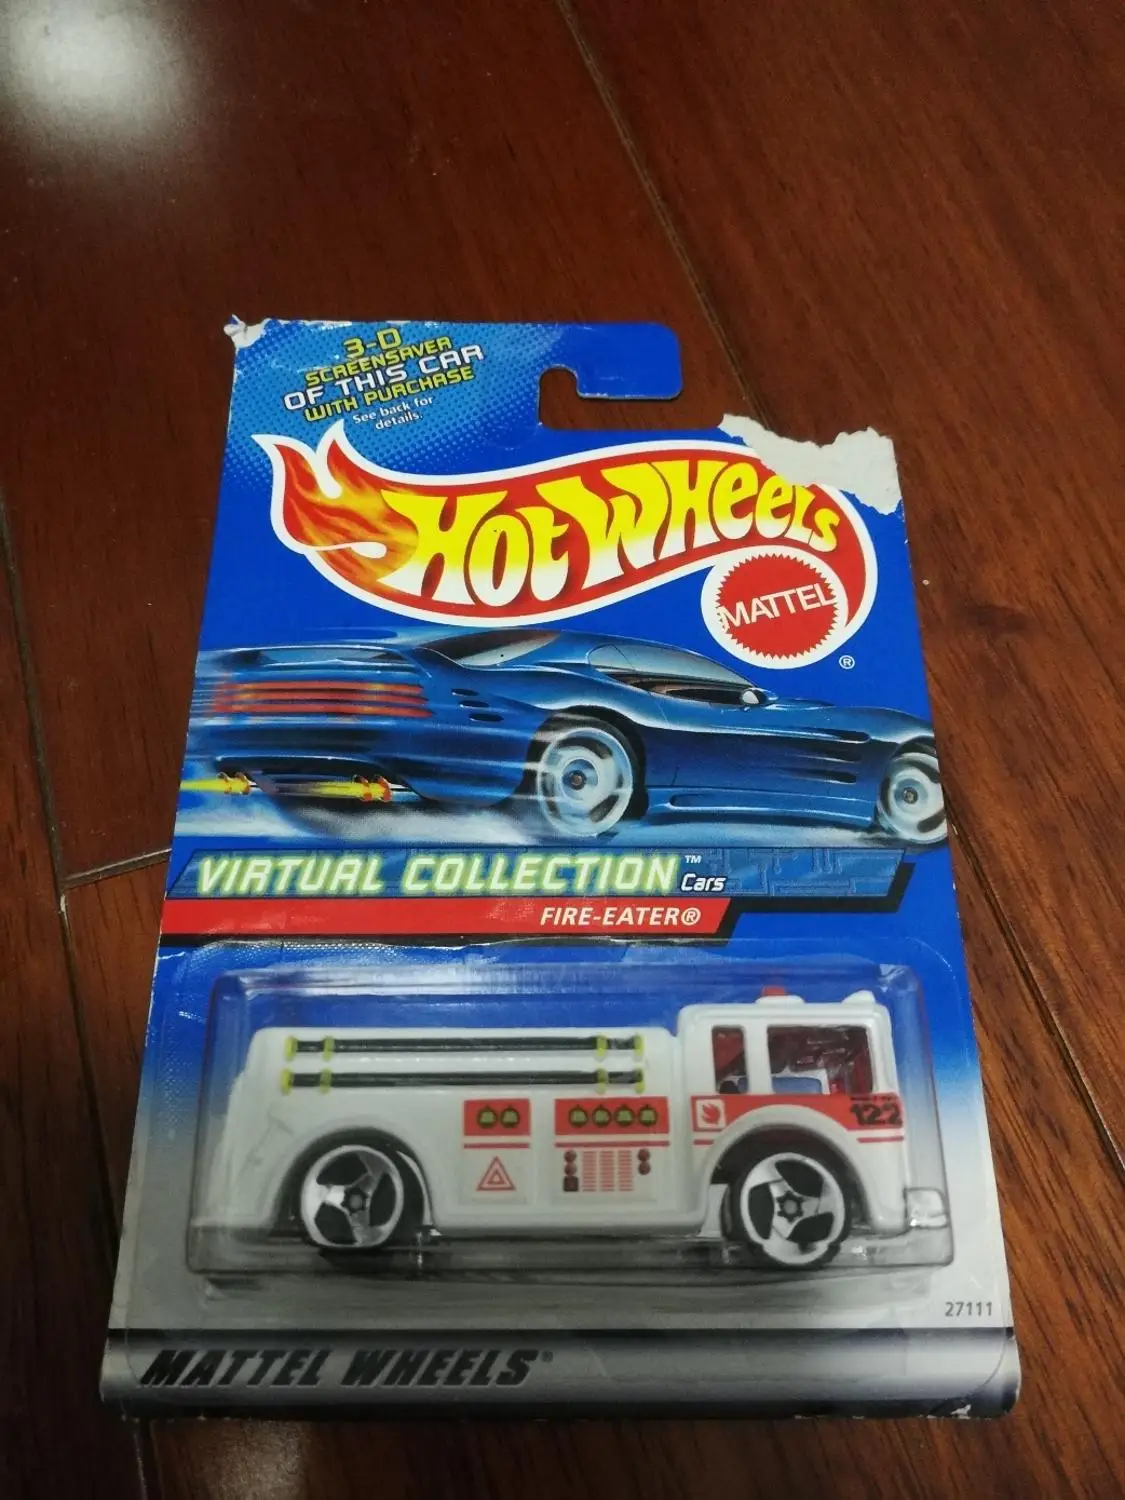 3-D
SCREENSAVER
OF THIS CAR
WITH PURCHASE
See back for
details.
HOT WHEELS
MATTEL
®
VIRTUAL COLLECTION™ Cars
FIRE-EATER®
122
27111
MATTEL WHEELS®